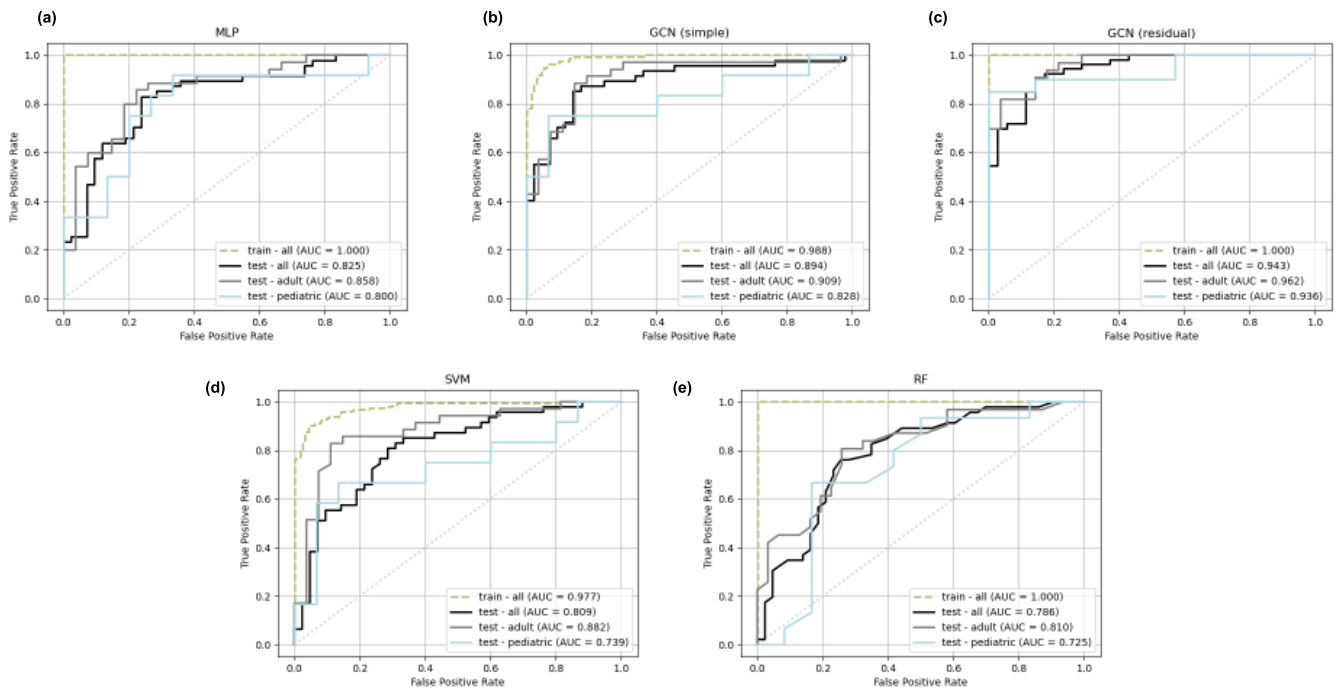 (a)
MLP
1.0
0.8
0.6
0.4
0.2
0.0
True Positive Rate
train - all (AUC = 1.000)
test - all (AUC = 0.825)
test - adult (AUC = 0.858)
test - pediatric (AUC = 0.800)
0.0 0.2 0.4 0.6 0.8 1.0
False Positive Rate
(b)
GCN (simple)
1.0
0.8
0.6
0.4
0.2
0.0
True Positive Rate
train - all (AUC = 0.988)
test - all (AUC = 0.894)
test - adult (AUC = 0.909)
test - pediatric (AUC = 0.828)
0.0 0.2 0.4 0.6 0.8 1.0
False Positive Rate
(c)
GCN (residual)
1.0
0.8
0.6
0.4
0.2
0.0
True Positive Rate
train - all (AUC = 1.000)
test - all (AUC = 0.943)
test - adult (AUC = 0.962)
test - pediatric (AUC = 0.936)
0.0 0.2 0.4 0.6 0.8 1.0
False Positive Rate
(d)
SVM
1.0
0.8
0.6
0.4
0.2
0.0
True Positive Rate
train - all (AUC = 0.977)
test - all (AUC = 0.809)
test - adult (AUC = 0.882)
test - pediatric (AUC = 0.739)
0.0 0.2 0.4 0.6 0.8 1.0
False Positive Rate
(e)
RF
1.0
0.8
0.6
0.4
0.2
0.0
True Positive Rate
train - all (AUC = 1.000)
test - all (AUC = 0.786)
test - adult (AUC = 0.810)
test - pediatric (AUC = 0.725)
0.0 0.2 0.4 0.6 0.8 1.0
False Positive Rate